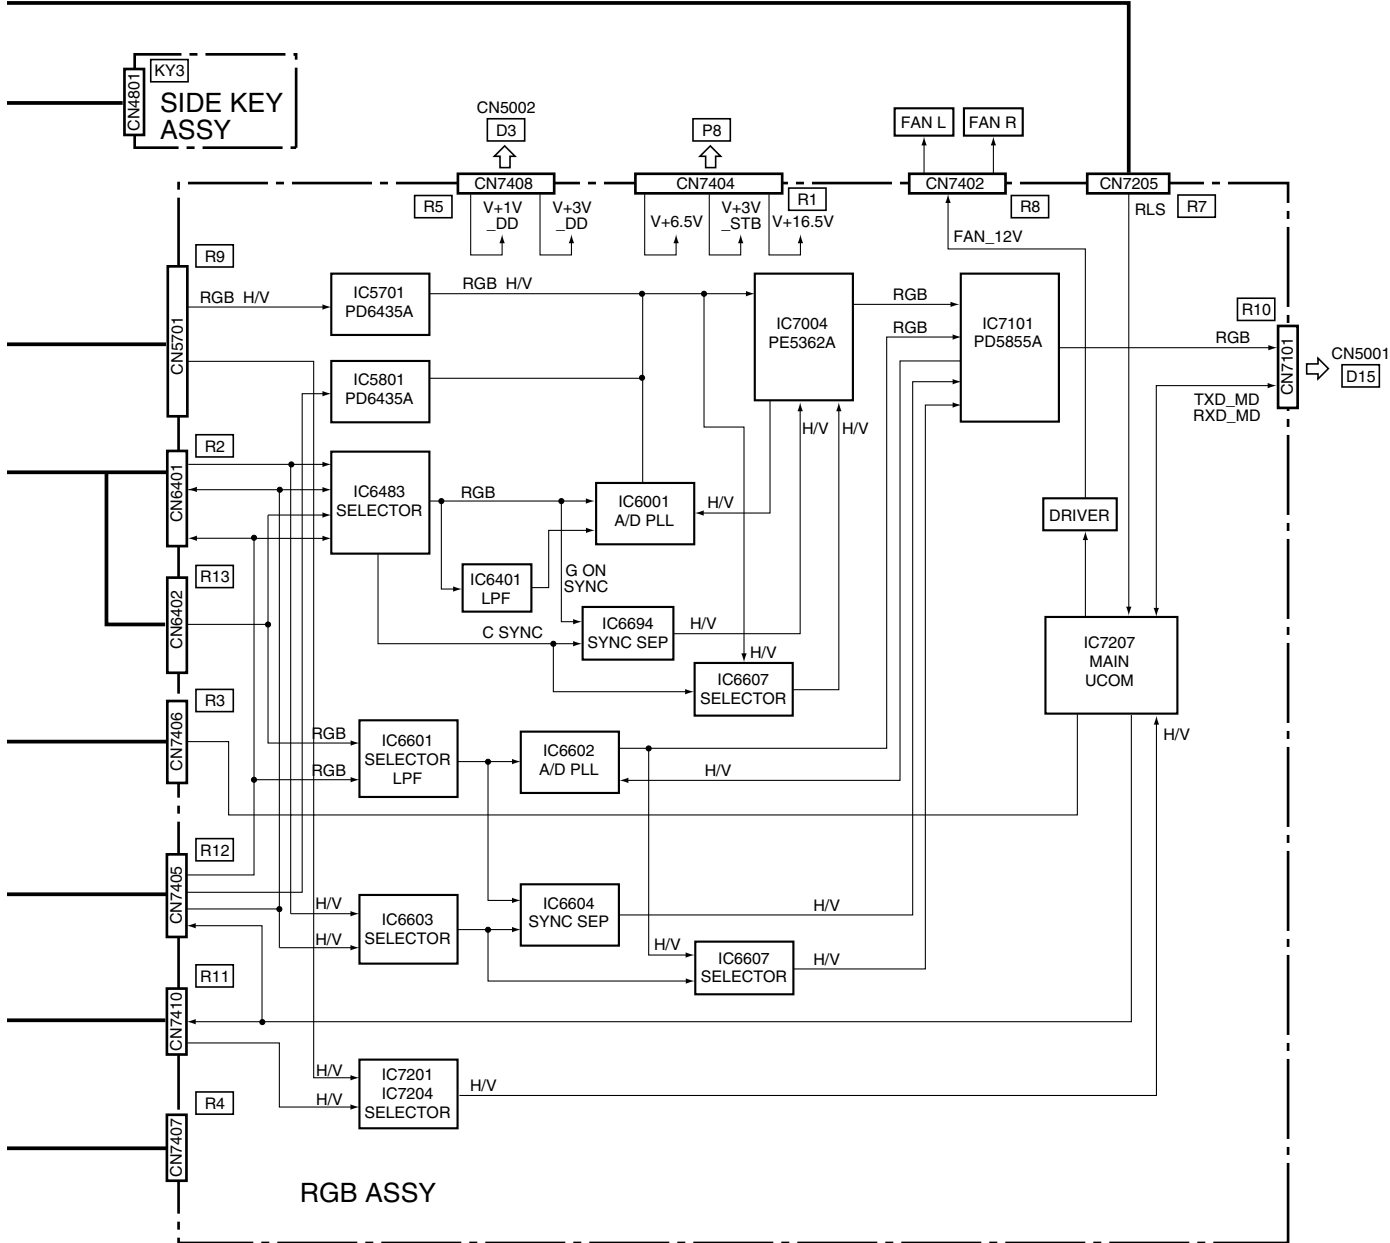 KY3
CN4801
SIDE KEY
ASSY
CN5002
D3
P8
FAN L
FAN R
CN7408
CN7404
CN7402
CN7205
R5
V+1V
_DD
V+3V
_DD
V+6.5V
V+3V
_STB
R1
V+16.5V
R8
RLS
R7
FAN_12V
R9
CN5701
RGB H/V
IC5701
PD6435A
RGB H/V
IC7004
PE5362A
RGB
RGB
IC7101
PD5855A
R10
RGB
CN7101
CN5001
D15
IC5801
PD6435A
TXD_MD
RXD_MD
H/V
H/V
R2
CN6401
IC6483
SELECTOR
RGB
IC6001
A/D PLL
H/V
DRIVER
R13
CN6402
IC6401
LPF
G ON
SYNC
C SYNC
IC6694
SYNC SEP
H/V
H/V
IC6607
SELECTOR
IC7207
MAIN
UCOM
R3
CN7406
RGB
RGB
IC6601
SELECTOR
LPF
IC6602
A/D PLL
H/V
H/V
R12
CN7405
H/V
H/V
IC6603
SELECTOR
IC6604
SYNC SEP
H/V
H/V
IC6607
SELECTOR
H/V
R11
CN7410
H/V
H/V
IC7201
IC7204
SELECTOR
H/V
R4
CN7407
RGB ASSY